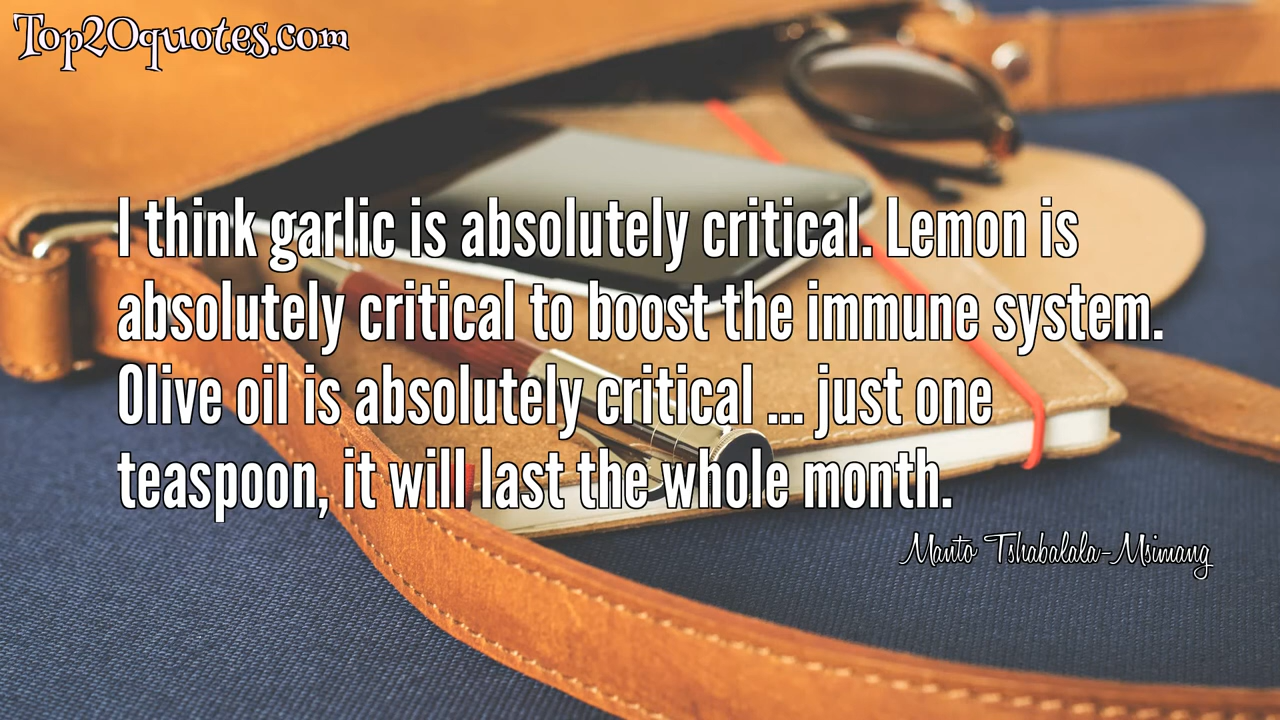 Top20quotes.com
I think garlic is absolutely critical. Lemon is
absolutely critical to boost the immune system.
Olive oil is absolutely critical ... just one
teaspoon, it will last the whole month.
Manto Tshabalala-Msimang